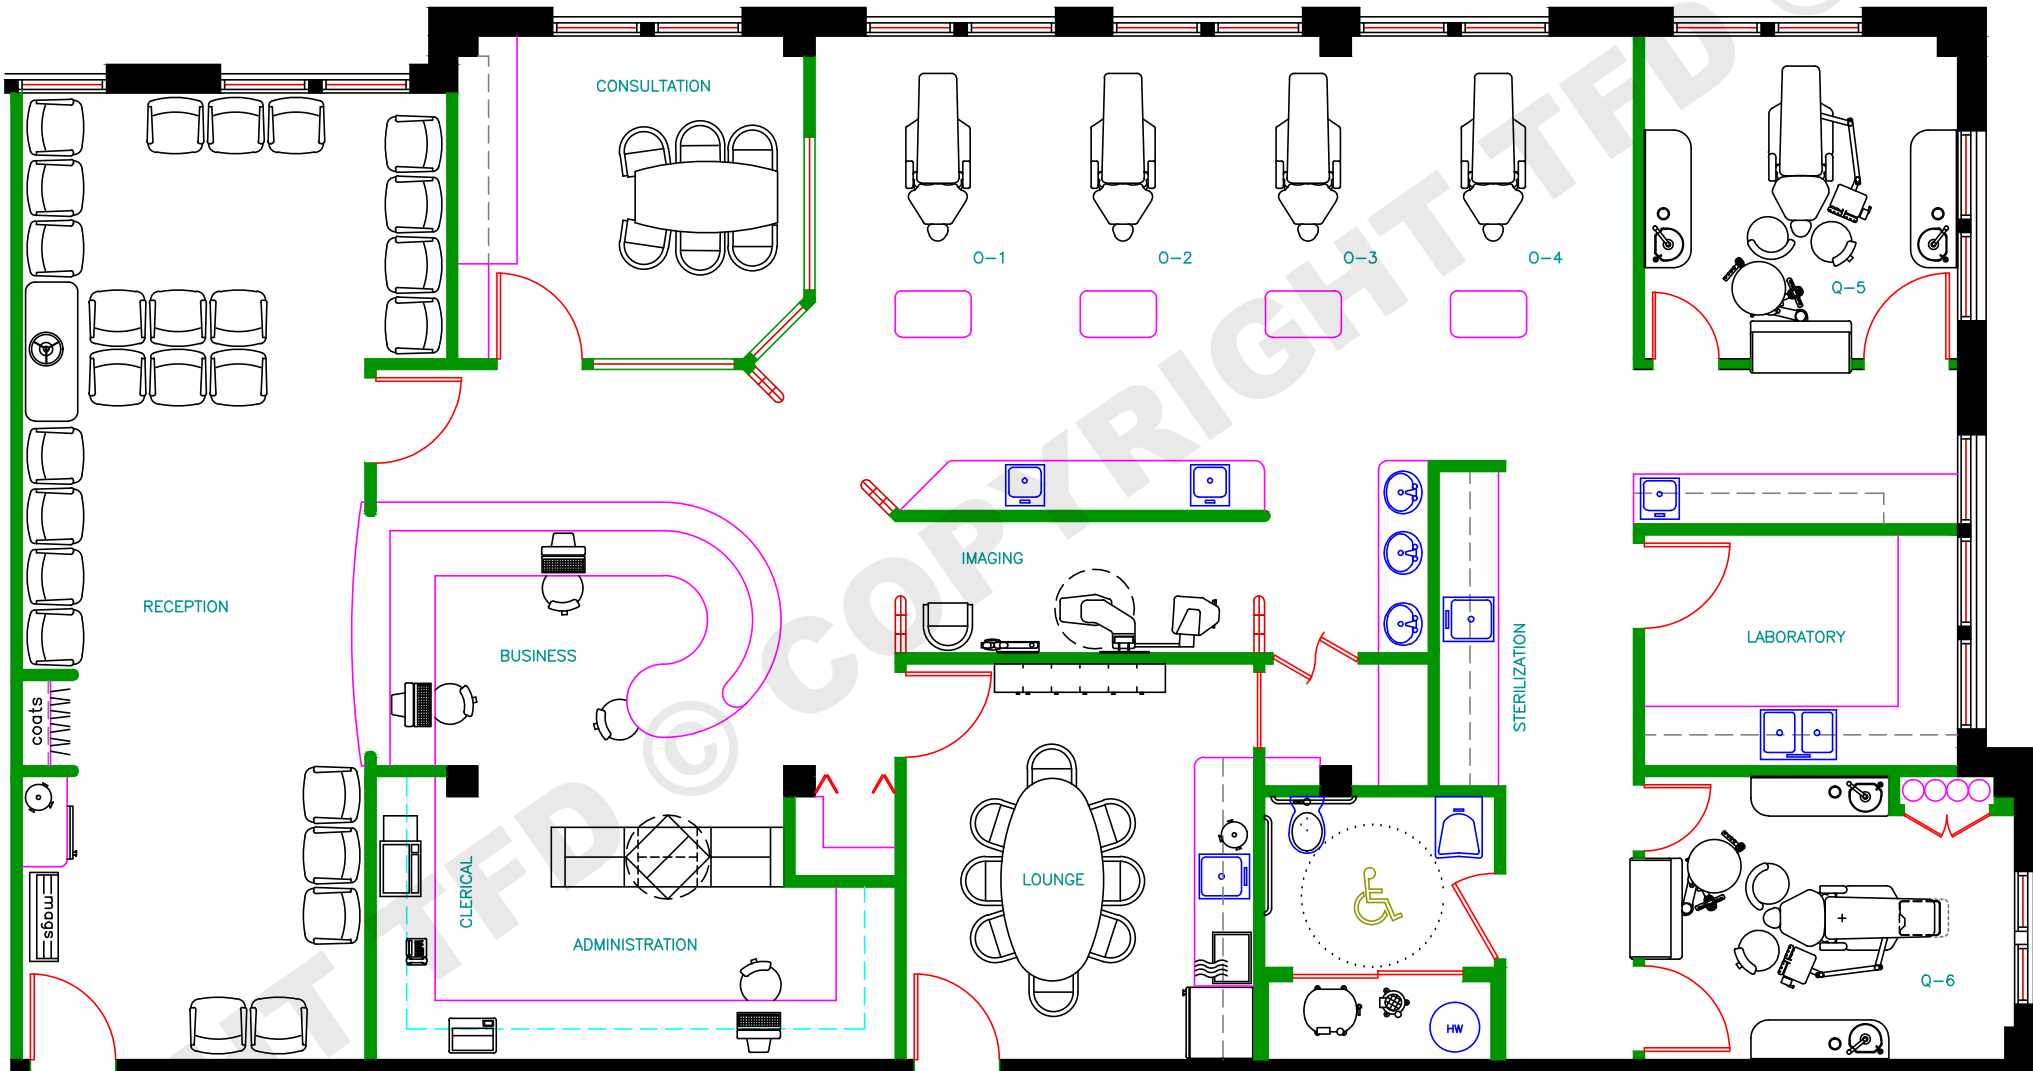 CONSULTATION
O-1
O-2
O-3
O-4
Q-5
RECEPTION
IMAGING
BUSINESS
LABORATORY
STERILIZATION
coats
mags
CLERICAL
ADMINISTRATION
LOUNGE
HW
Q-6
TFD © COPYRIGHT TFD ©